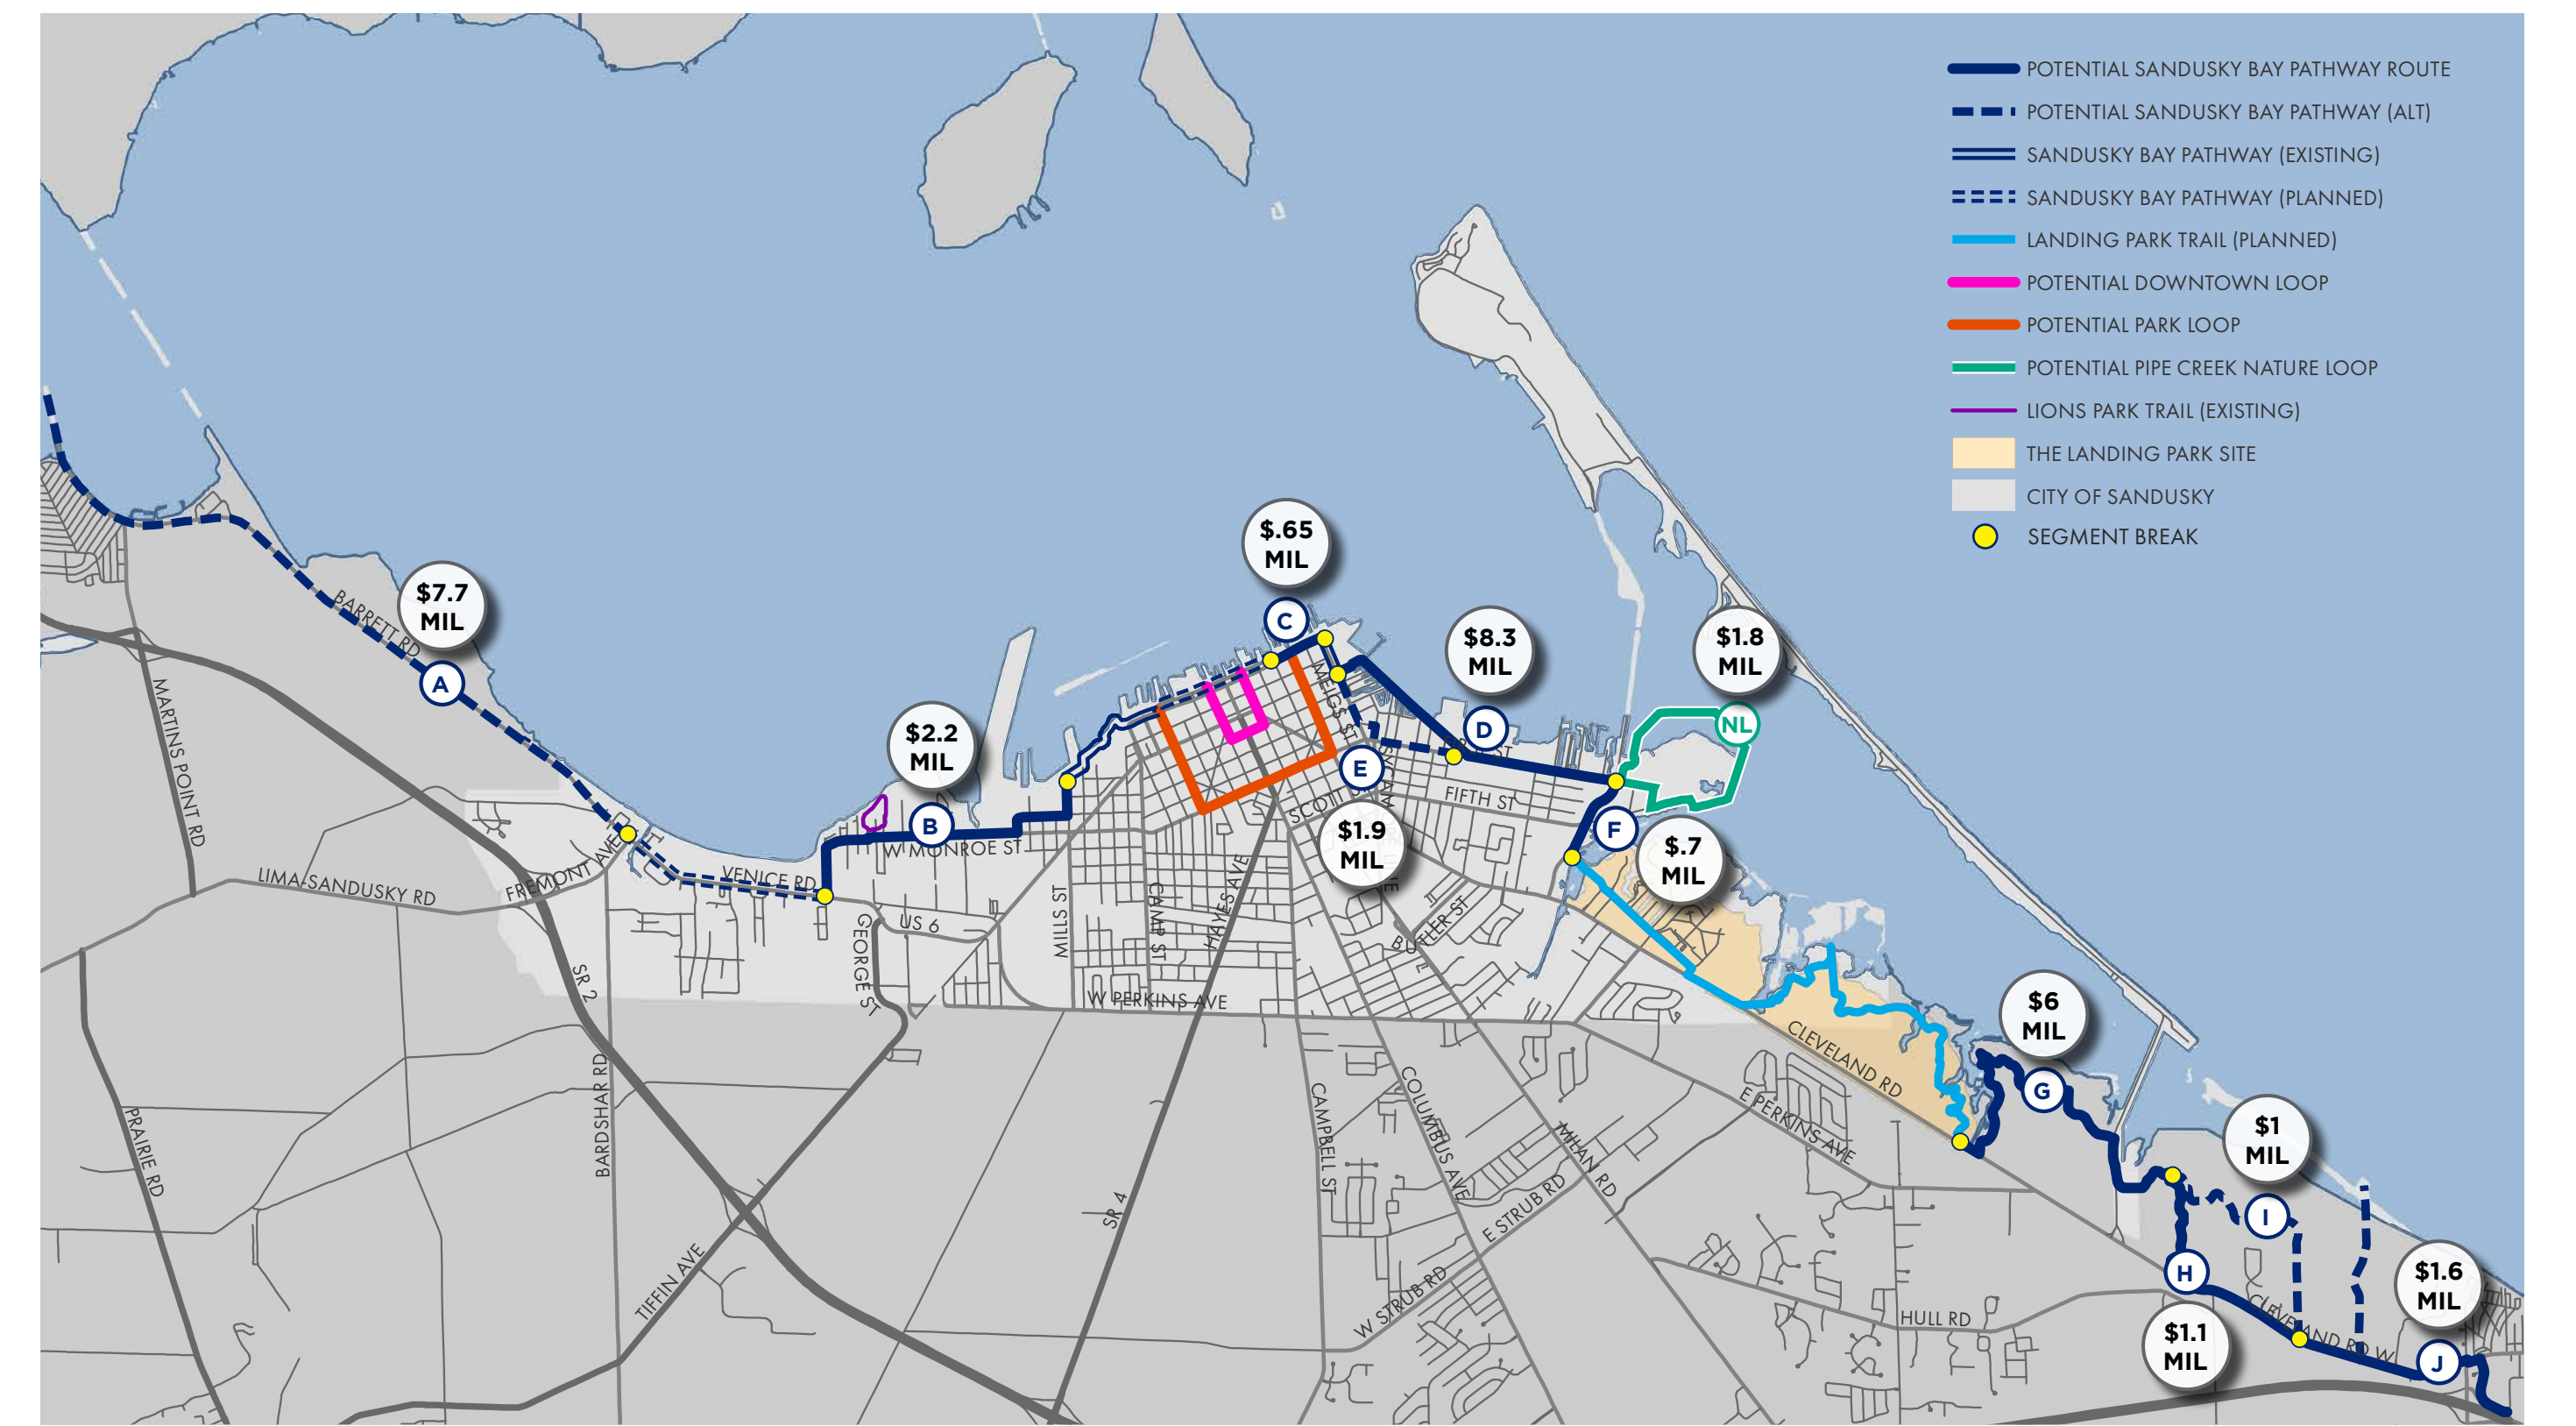 POTENTIAL SANDUSKY BAY PATHWAY ROUTE
POTENTIAL SANDUSKY BAY PATHWAY (ALT)
SANDUSKY BAY PATHWAY (EXISTING)
SANDUSKY BAY PATHWAY (PLANNED)
LANDING PARK TRAIL (PLANNED)
POTENTIAL DOWNTOWN LOOP
POTENTIAL PARK LOOP
POTENTIAL PIPE CREEK NATURE LOOP
LIONS PARK TRAIL (EXISTING)
THE LANDING PARK SITE
CITY OF SANDUSKY
SEGMENT BREAK
$.65
MIL
C
$7.7
MIL
A
BARRETT RD
MARTINS POINT RD
$2.2
MIL
B
W MONROE ST
MEIGS ST
$8.3
MIL
D
$1.8
MIL
NL
E
$1.9
MIL
SCOTT ST
FIFTH ST
F
$.7
MIL
LIMA-SANDUSKY RD
FREMONT AVE
VENICE RD
GEORGE ST
US 6
MILLS ST
CAMP ST
HAYES AVE
BUTLER ST
SR 2
W PERKINS AVE
CLEVELAND RD
$6
MIL
G
PRAIRIE RD
BARDSHAR RD
CAMPBELL ST
COLUMBUS AVE
MILAN RD
E PERKINS AVE
$1
MIL
I
TIFFIN AVE
SR 4
E STRUB RD
W STRUB RD
HULL RD
H
$1.1
MIL
CLEVELAND RD W
$1.6
MIL
J